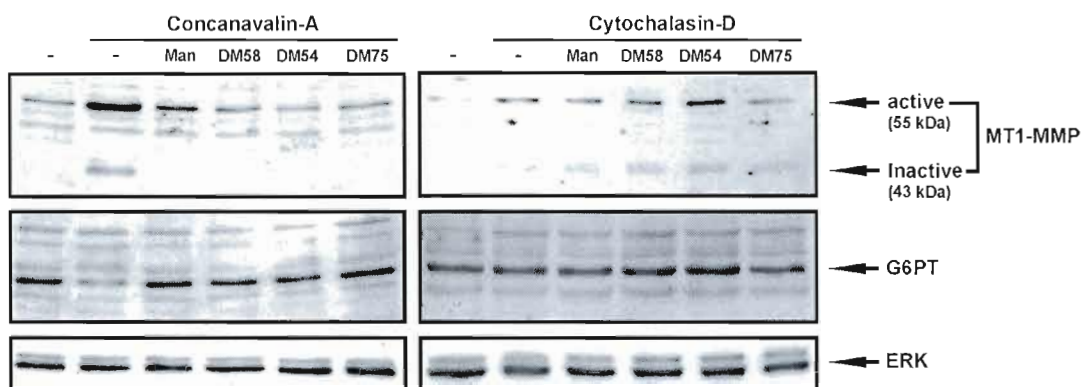 Concanavalin-A Cytochalasin-D
- - Man DM58 DM54 DM75 - - Man DM58 DM54 DM75
active
(55 kDa)
MT1-MMP
Inactive
(43 kDa)
G6PT
ERK